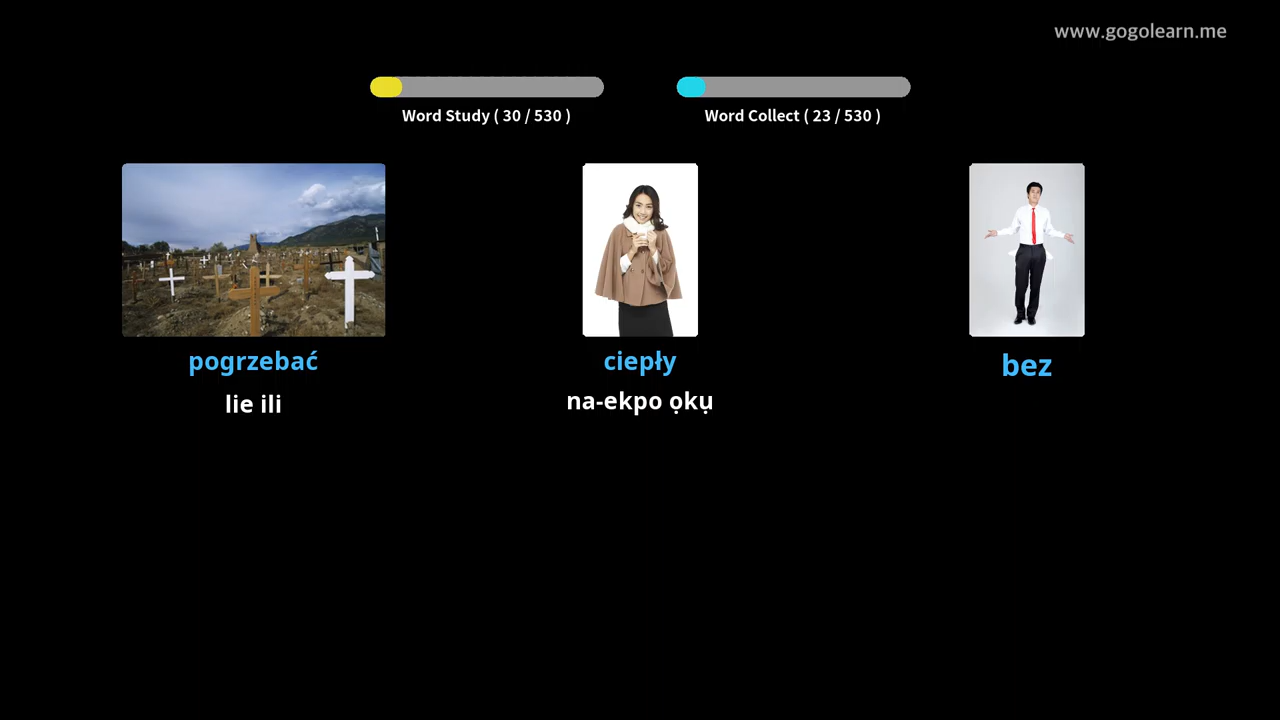 www.gogolearn.me
Word Study ( 30 / 530 )
Word Collect ( 23 / 530 )
pogrzebać
ciepły
bez
lie ili
na-ekpo ọkụ